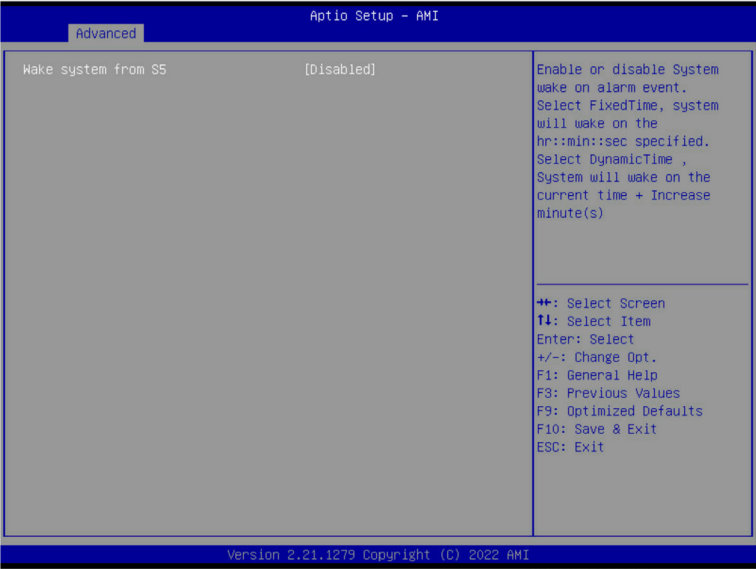 Aptio Setup – AMI
Advanced
Wake system from S5 [Disabled]
Enable or disable System
wake on alarm event.
Select FixedTime, system
will wake on the
hr::min::sec specified.
Select DynamicTime ,
System will wake on the
current time + Increase
minute(s)
→←: Select Screen
↑↓: Select Item
Enter: Select
+/-: Change Opt.
F1: General Help
F3: Previous Values
F9: Optimized Defaults
F10: Save & Exit
ESC: Exit
Version 2.21.1279 Copyright (C) 2022 AMI